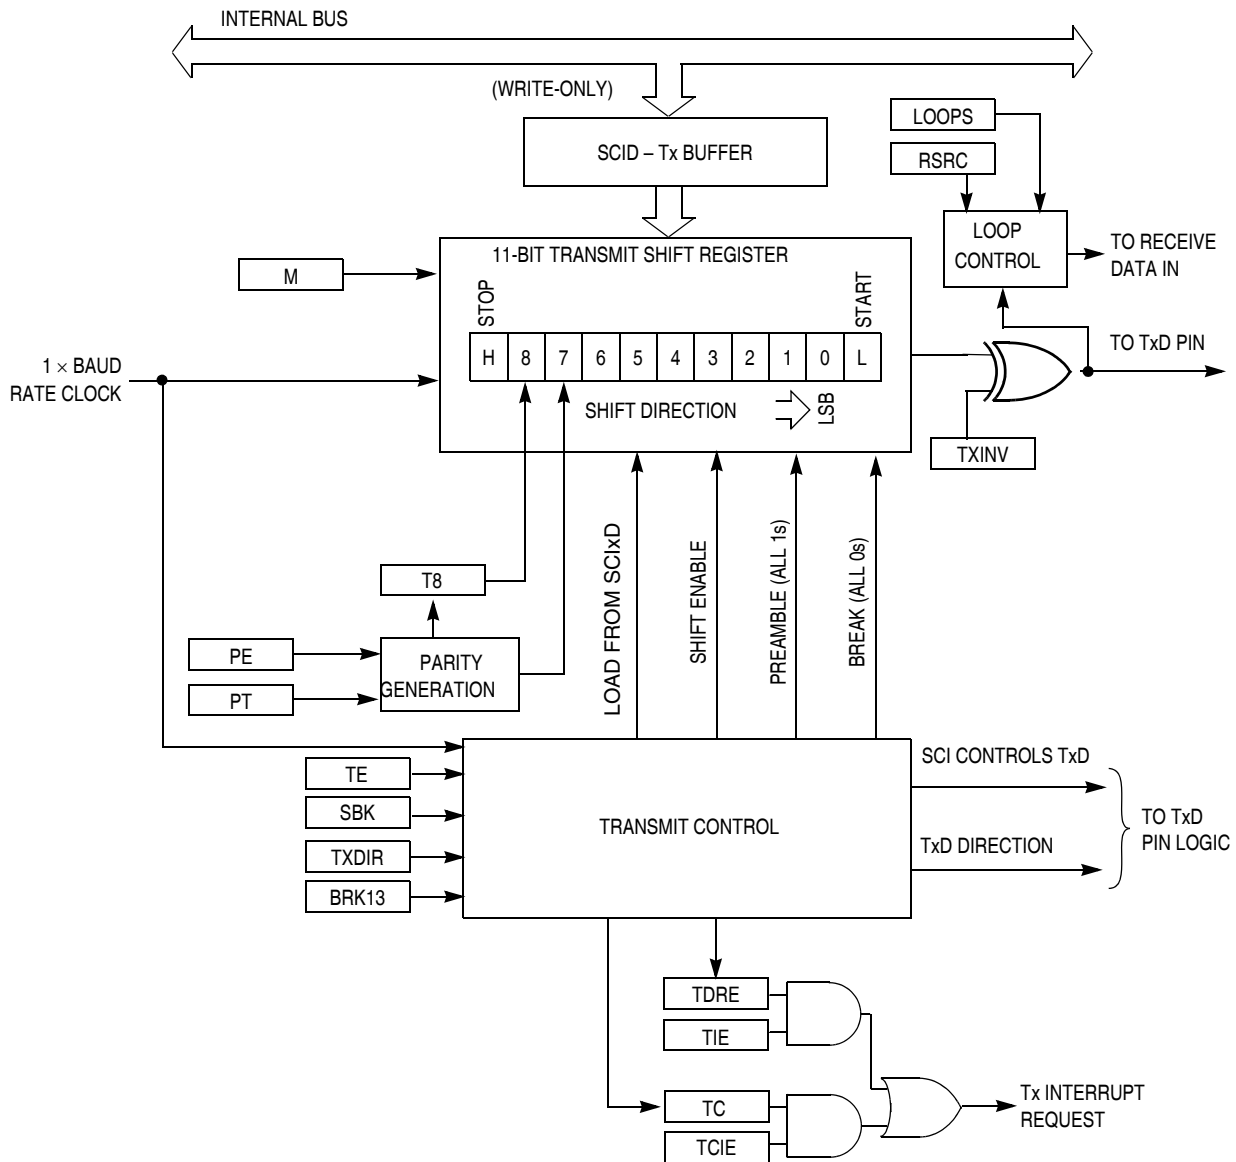 INTERNAL BUS
(WRITE-ONLY)
SCID – Tx BUFFER
LOOPS
RSRC
LOOP
CONTROL
TO RECEIVE
DATA IN
11-BIT TRANSMIT SHIFT REGISTER
M
STOP
START
H 8 7 6 5 4 3 2 1 0 L
SHIFT DIRECTION
LSB
1 × BAUD
RATE CLOCK
TO TxD PIN
TXINV
LOAD FROM SCIxD
SHIFT ENABLE
PREAMBLE (ALL 1s)
BREAK (ALL 0s)
T8
PE
PT
PARITY
GENERATION
TE
SBK
TXDIR
BRK13
TRANSMIT CONTROL
SCI CONTROLS TxD
TxD DIRECTION
TO TxD
PIN LOGIC
TDRE
TIE
TC
TCIE
Tx INTERRUPT
REQUEST